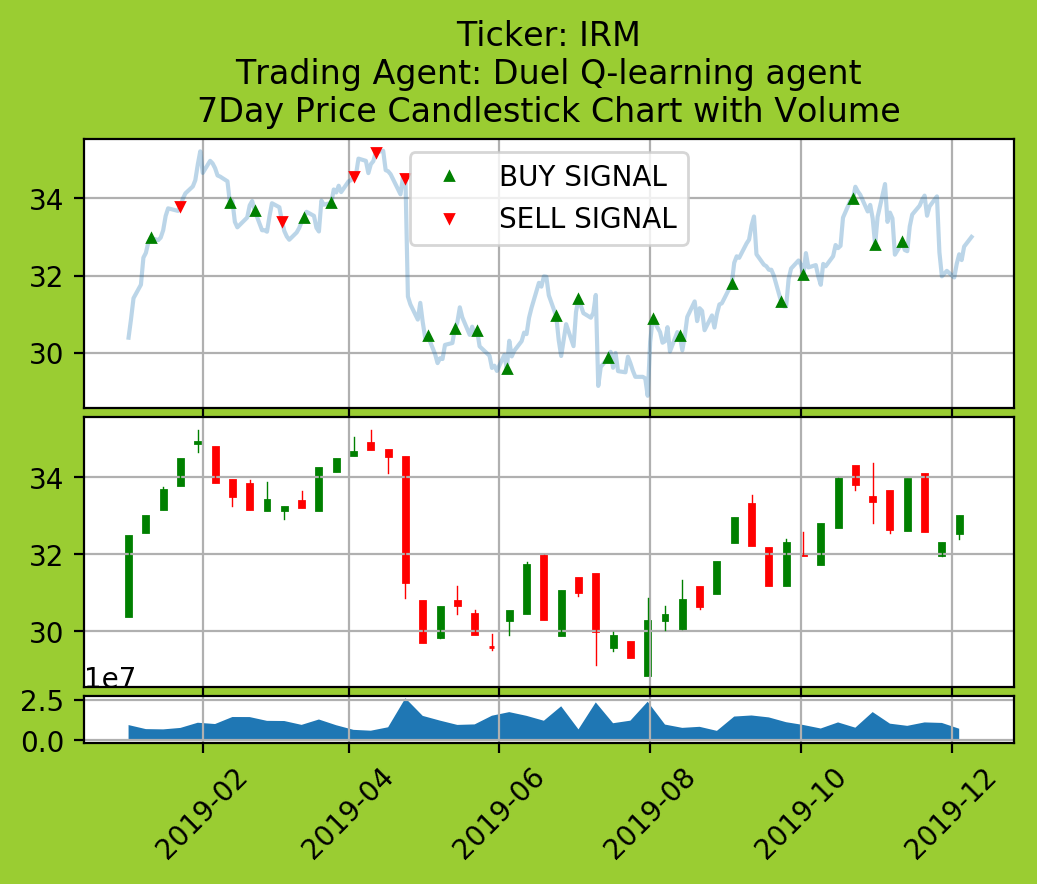 Ticker: IRM
Trading Agent: Duel Q-learning agent
7Day Price Candlestick Chart with Volume
BUY SIGNAL
SELL SIGNAL
34
32
30
34
32
30
1e7
2.5
0.0
2019-02
2019-04
2019-06
2019-08
2019-10
2019-12